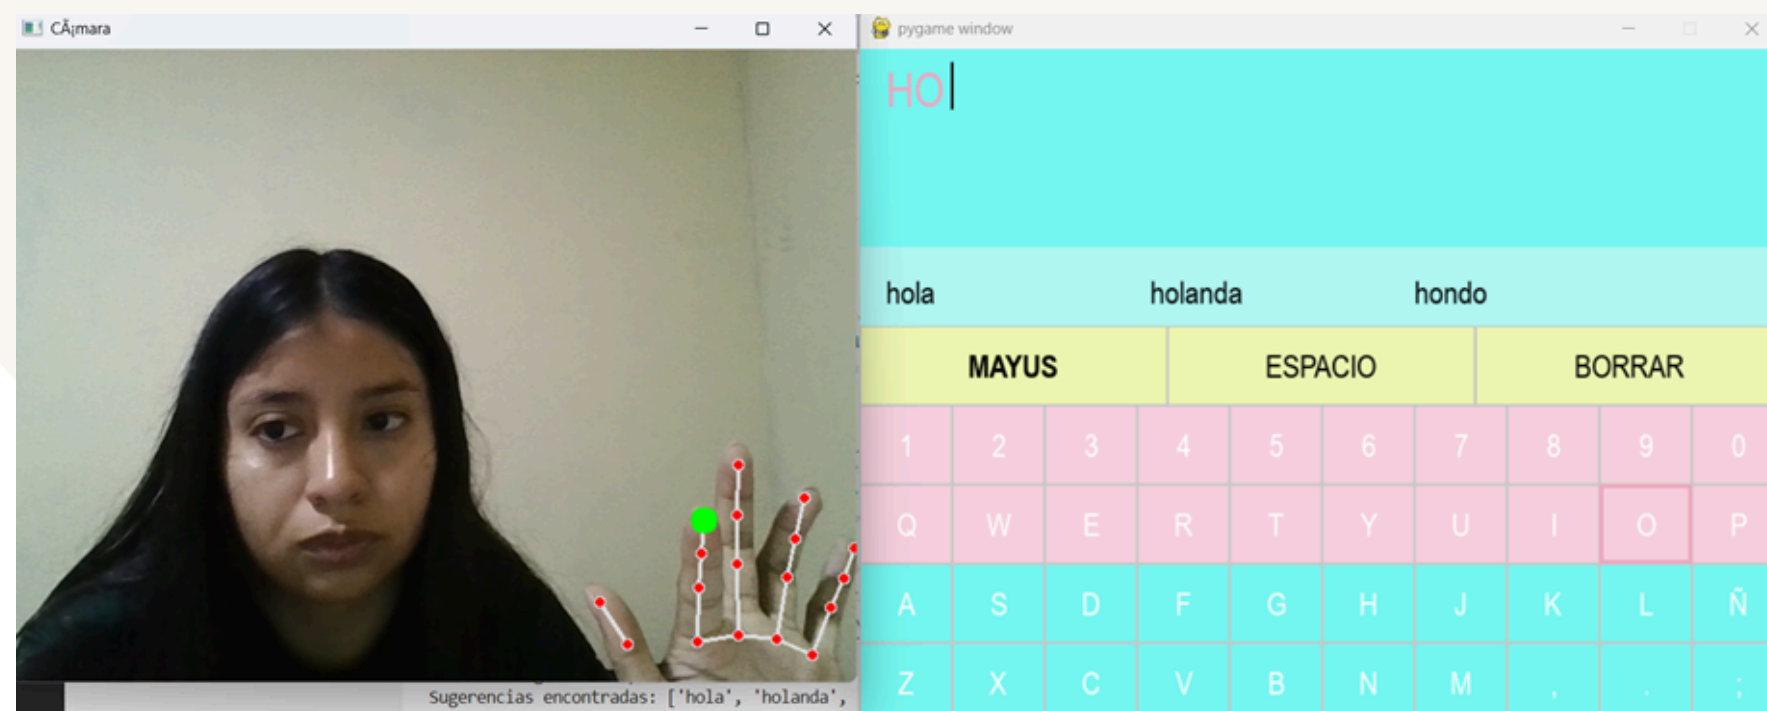 CÃ¡mara
pygame window
HO
hola holanda hondo
MAYUS ESPACIO BORRAR
1 2 3 4 5 6 7 8 9 0
Q W E R T Y U I O P
A S D F G H J K L Ñ
Z X C V B N M , . ;
Sugerencias encontradas: ['hola', 'holanda',